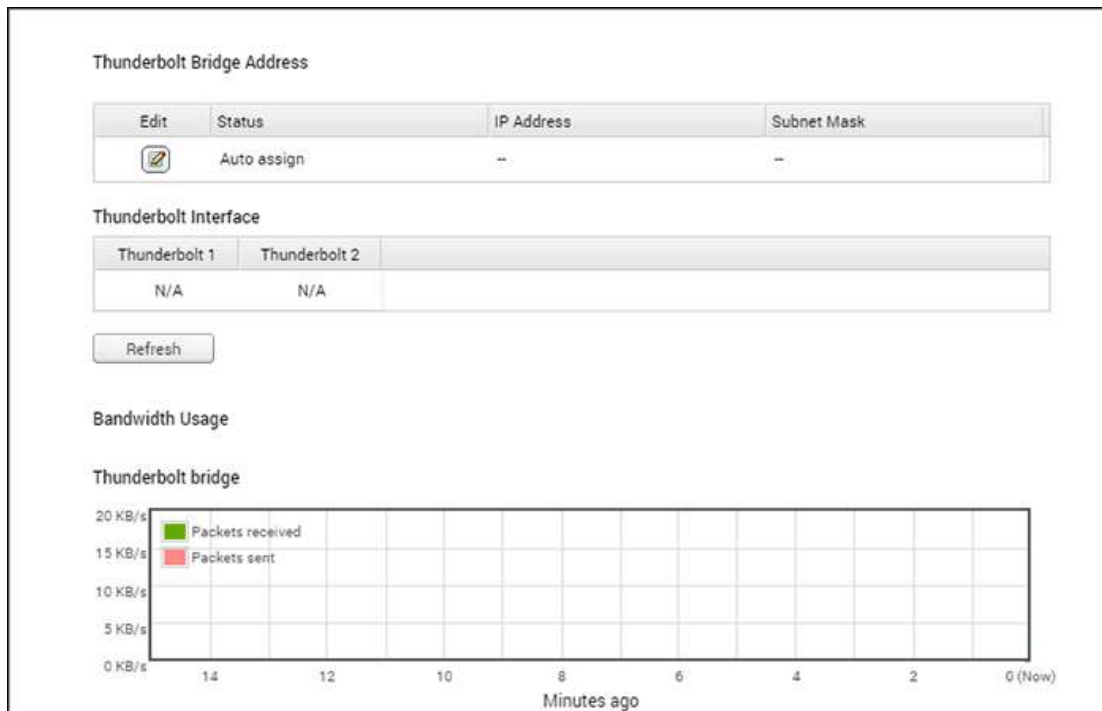 Thunderbolt Bridge Address
Edit Status IP Address Subnet Mask
Auto assign -- --
Thunderbolt Interface
Thunderbolt 1 Thunderbolt 2
N/A N/A
Refresh
Bandwidth Usage
Thunderbolt bridge
20 KB/s
Packets received
15 KB/s
Packets sent
10 KB/s
5 KB/s
0 KB/s
14 12 10 8 6 4 2 0 (Now)
Minutes ago